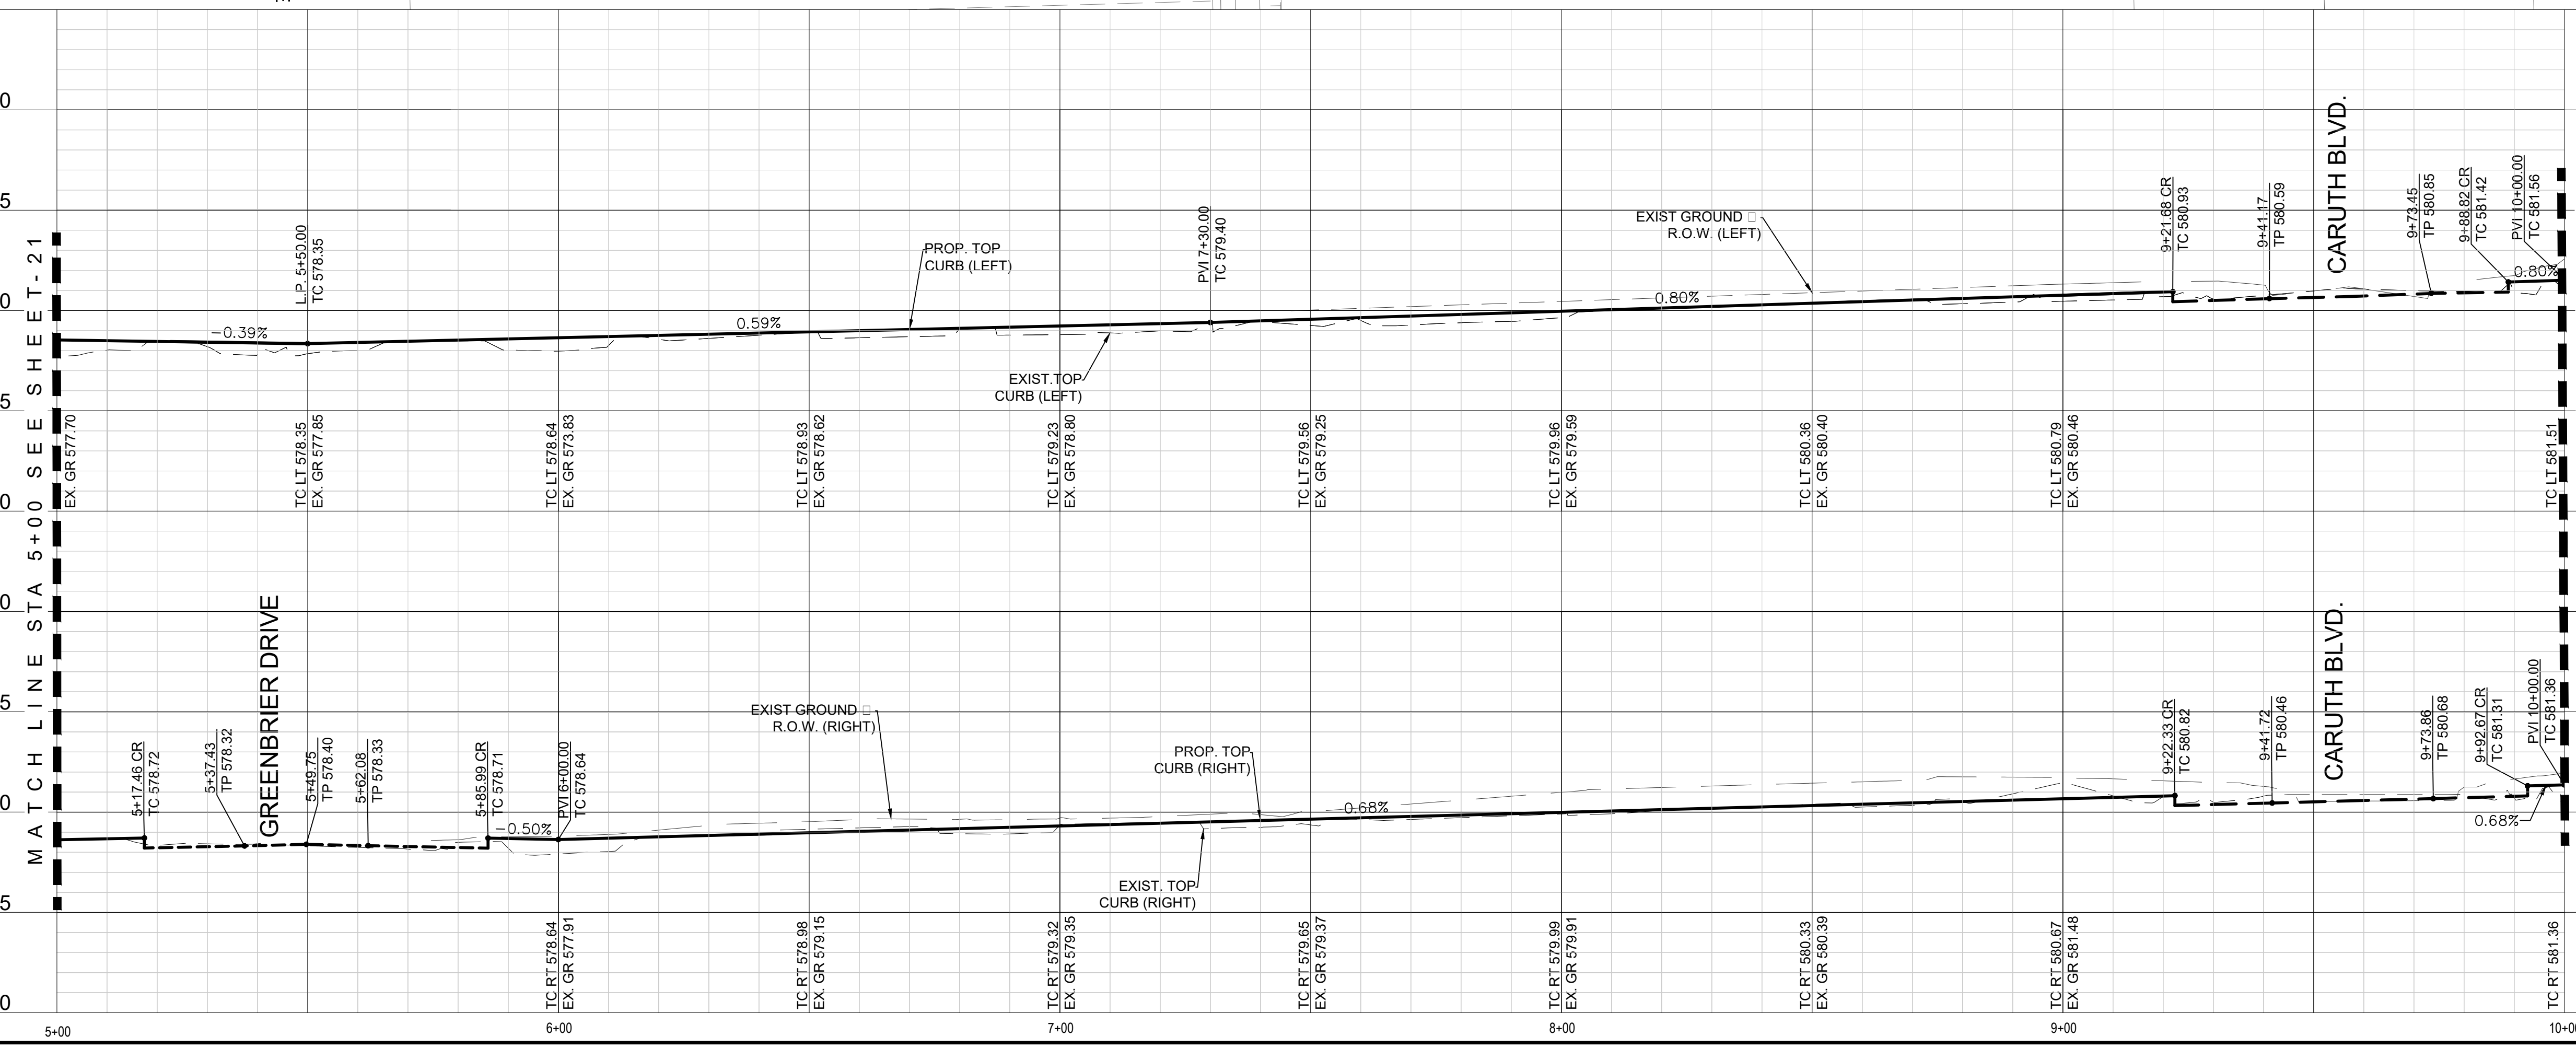 0
5
0
5
0
0
5
0
5
0
MATCH LINE STA 5+00 SEE SHEET-21
−0.39%
L.P. 5+50.00
TC 578.35
0.59%
PROP. TOP
CURB (LEFT)
EXIST.TOP
CURB (LEFT)
PVI 7+30.00
TC 579.40
EXIST GROUND
R.O.W. (LEFT)
0.80%
9+21.68 CR
TC 580.93
9+41.17
TP 580.59
CARUTH BLVD.
9+73.45
TP 580.85
9+88.82 CR
TC 581.42
PVI 10+00.00
TC 581.56
0.80%
EX. GR 577.70
TC LT 578.35
EX. GR 577.85
TC LT 578.64
EX. GR 573.83
TC LT 578.93
EX. GR 578.62
TC LT 579.23
EX. GR 578.80
TC LT 579.56
EX. GR 579.25
TC LT 579.96
EX. GR 579.59
TC LT 580.36
EX. GR 580.40
TC LT 580.79
EX. GR 580.46
TC LT 581.51
5+17.46 CR
TC 578.72
5+37.43
TP 578.32
GREENBRIER DRIVE
5+49.75
TP 578.40
5+62.08
TP 578.33
5+85.99 CR
TC 578.71
−0.50%
PVI 6+00.00
TC 578.64
EXIST GROUND
R.O.W. (RIGHT)
PROP. TOP
CURB (RIGHT)
EXIST. TOP
CURB (RIGHT)
0.68%
9+22.33 CR
TC 580.82
9+41.72
TP 580.46
CARUTH BLVD.
9+73.86
TP 580.68
9+92.67 CR
TC 581.31
PVI 10+00.00
TC 581.36
0.68%
TC RT 578.64
EX. GR 577.91
TC RT 578.98
EX. GR 579.15
TC RT 579.32
EX. GR 579.35
TC RT 579.65
EX. GR 579.37
TC RT 579.99
EX. GR 579.91
TC RT 580.33
EX. GR 580.39
TC RT 580.67
EX. GR 581.48
TC RT 581.36
5+00
6+00
7+00
8+00
9+00
10+00